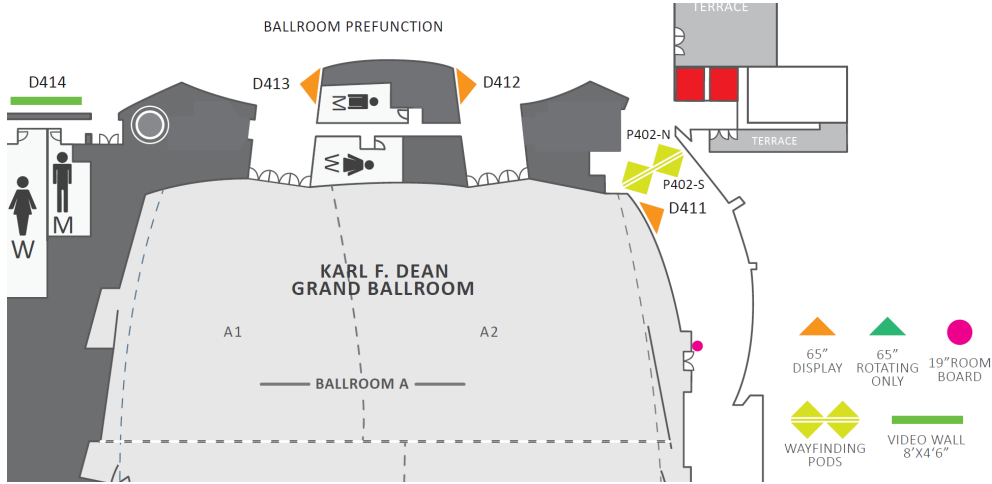 TERRACE
BALLROOM PREFUNCTION
D414
D413
D412
M
W
P402-N
TERRACE
P402-S
D411
W
M
KARL F. DEAN
GRAND BALLROOM
A1
A2
BALLROOM A
65”
DISPLAY
65”
ROTATING
ONLY
19”ROOM
BOARD
WAYFINDING
PODS
VIDEO WALL
8’X4‘6”